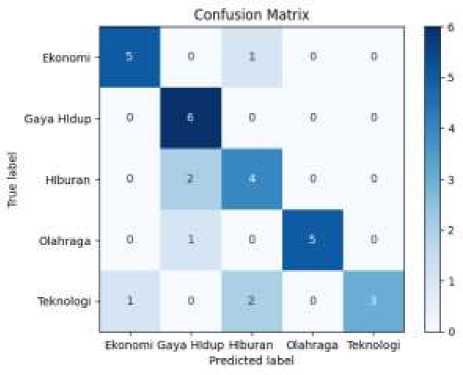 Confusion Matrix
Ekonomi 5 0 1 0 0
Gaya HIdup 0 6 0 0 0
HIburan 0 2 4 0 0
Olahraga 0 1 0 5 0
Teknologi 1 0 2 0 3
Ekonomi Gaya HIdup HIburan Olahraga Teknologi
Predicted label
True label
6
5
4
3
2
1
0